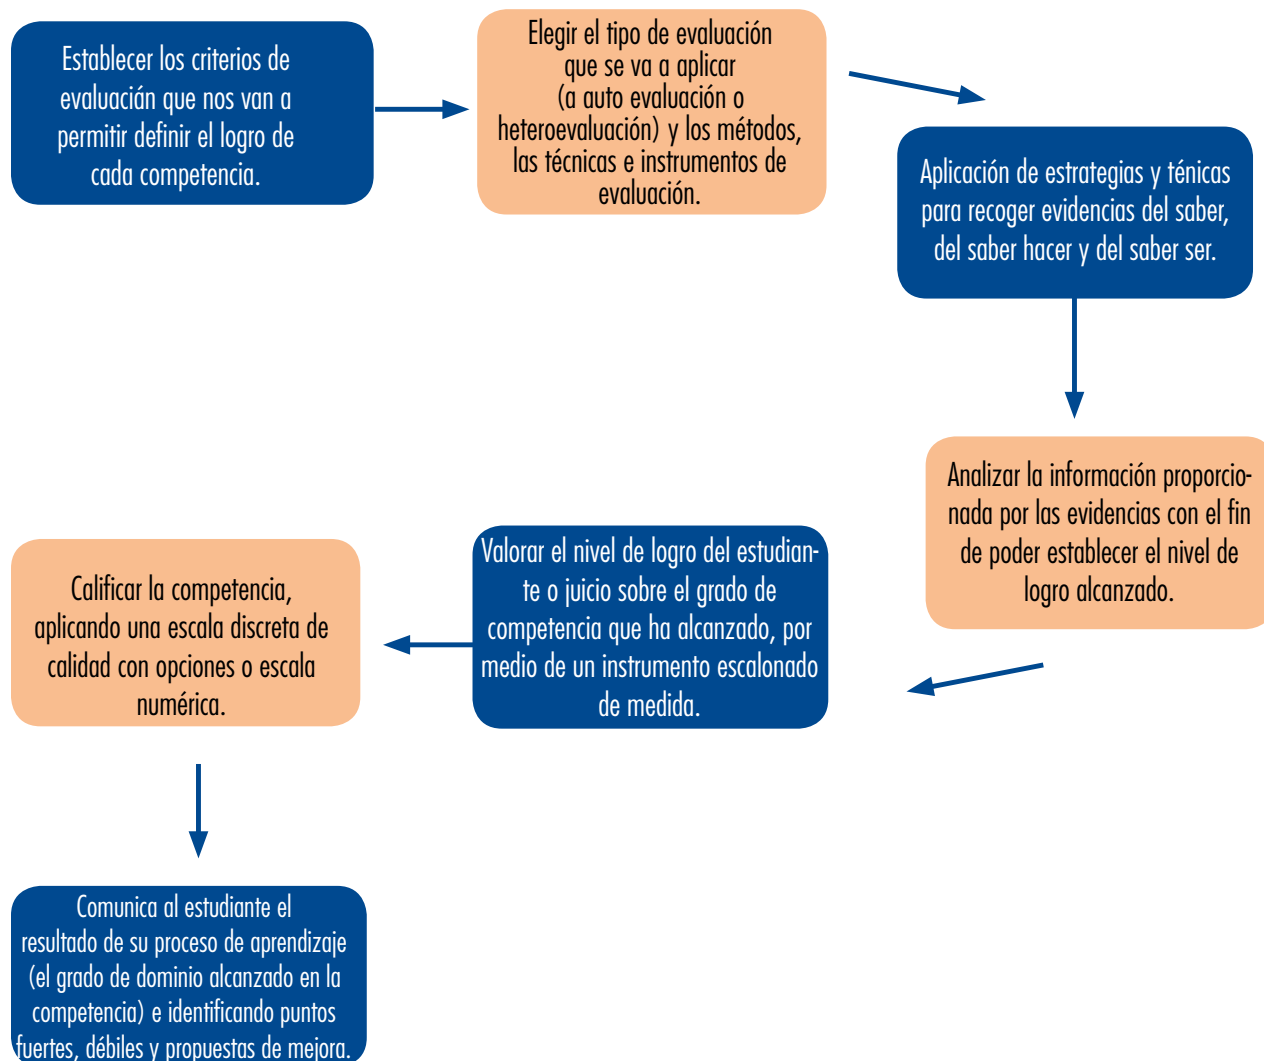 Establecer los criterios de
evaluacián que nos van a
permitir definir el logro de
cada competencia.
Elegir el tipo de evaluación
que se va a aplicar
(a auto evaluación o
heteroevaluación) y los métodos,
las técnicas e instrumentos de
evaluación.
Aplicación de estrategias y ténicas
para recoger evidencias del saber,
del saber hacer y del saber ser.
Analizar la información proporcio-
nada por las evidencias con el fin
de poder establecer el nivel de
logro alcanzado.
Valorar el nivel de logro del estudian-
te o juicio sobre el grado de
competencia que ha alcanzado, por
medio de un instrumento escalonado
de medida.
Calificar la competencia,
aplicando una escala discreta de
calidad con opciones o escala
numérica.
Comunica al estudiante el
resultado de su proceso de aprendizaje
(el grado de dominio alcanzado en la
competencia) e identificando puntos
fuertes, débiles y propuestas de mejora.